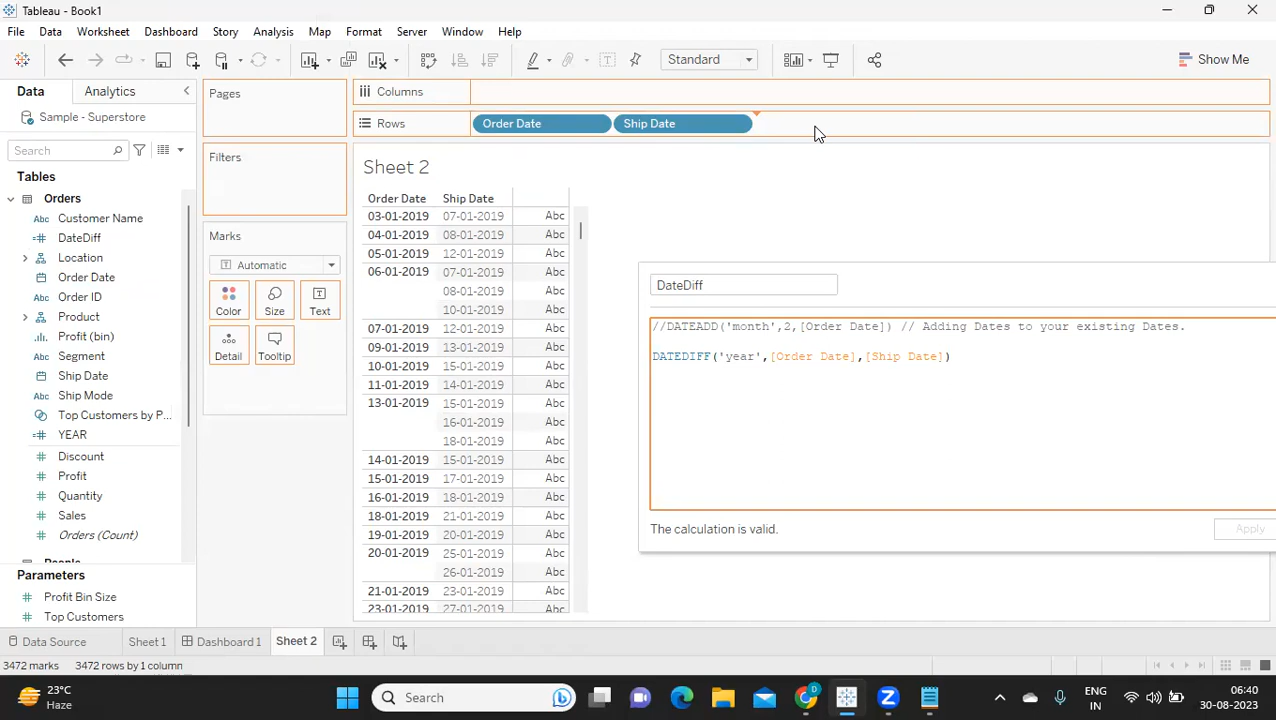 Tableau - Book1
File Data Worksheet Dashboard Story Analysis Map Format Server Window Help
Standard
Show Me
Data Analytics
Sample - Superstore
Search
Tables
Orders
Abc Customer Name
DateDiff
Location
Order Date
Abc Order ID
Product
Profit (bin)
Abc Segment
Ship Date
Abc Ship Mode
Top Customers by P...
YEAR
Discount
Profit
Quantity
Sales
Orders (Count)
Parameters
Profit Bin Size
Top Customers
Pages
Filters
Marks
Automatic
Color Size Text
Detail Tooltip
Columns
Rows Order Date Ship Date
Sheet 2
Order Date Ship Date
03-01-2019 07-01-2019 Abc
04-01-2019 08-01-2019 Abc
05-01-2019 12-01-2019 Abc
06-01-2019 07-01-2019 Abc
08-01-2019 Abc
10-01-2019 Abc
07-01-2019 12-01-2019 Abc
09-01-2019 13-01-2019 Abc
10-01-2019 15-01-2019 Abc
11-01-2019 14-01-2019 Abc
13-01-2019 15-01-2019 Abc
16-01-2019 Abc
18-01-2019 Abc
14-01-2019 15-01-2019 Abc
15-01-2019 17-01-2019 Abc
16-01-2019 18-01-2019 Abc
18-01-2019 21-01-2019 Abc
19-01-2019 20-01-2019 Abc
20-01-2019 25-01-2019 Abc
26-01-2019 Abc
21-01-2019 23-01-2019 Abc
23-01-2019 27-01-2019 Abc
DateDiff
//DATEADD('month',2,[Order Date]) // Adding Dates to your existing Dates.
DATEDIFF('year',[Order Date],[Ship Date])
The calculation is valid.
Apply
Data Source Sheet 1 Dashboard 1 Sheet 2
3472 marks 3472 rows by 1 column
23°C
Haze
Search
ENG
IN
06:40
30-08-2023